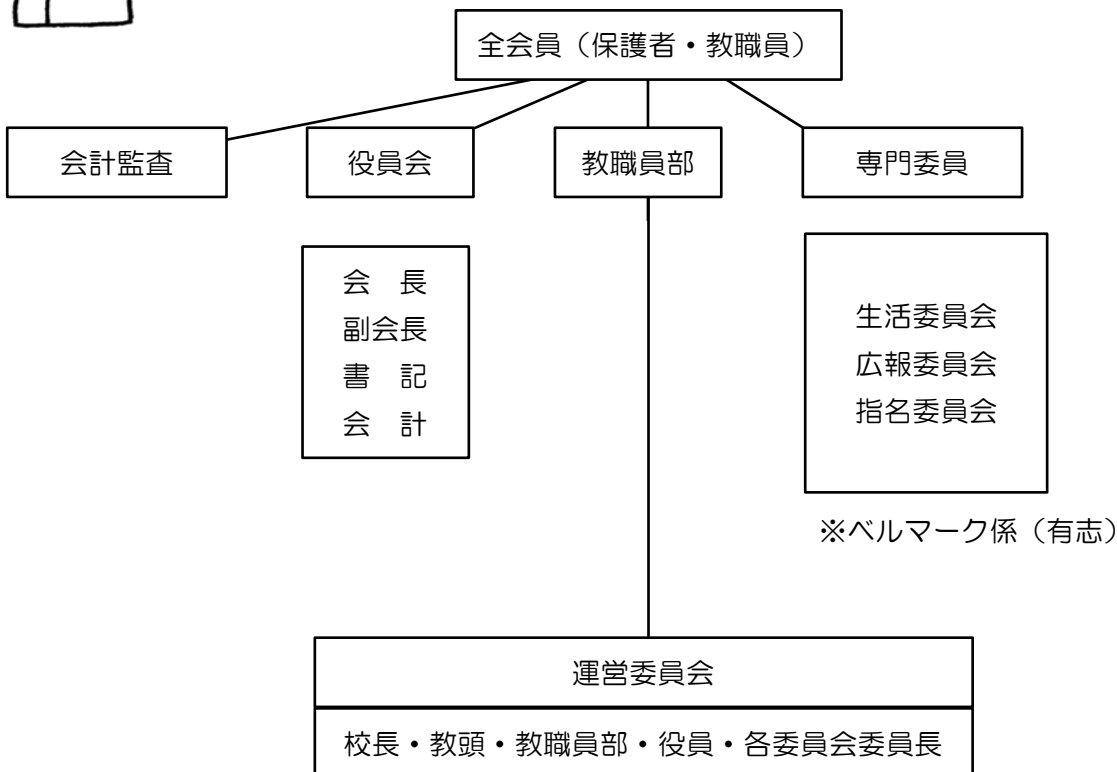 全会員（保護者・教職員）
会計監査
役員会
教職員部
専門委員
会　長
副会長
書　記
会　計
生活委員会
広報委員会
指名委員会
※ベルマーク係（有志）
運営委員会
校長・教頭・教職員部・役員・各委員会委員長